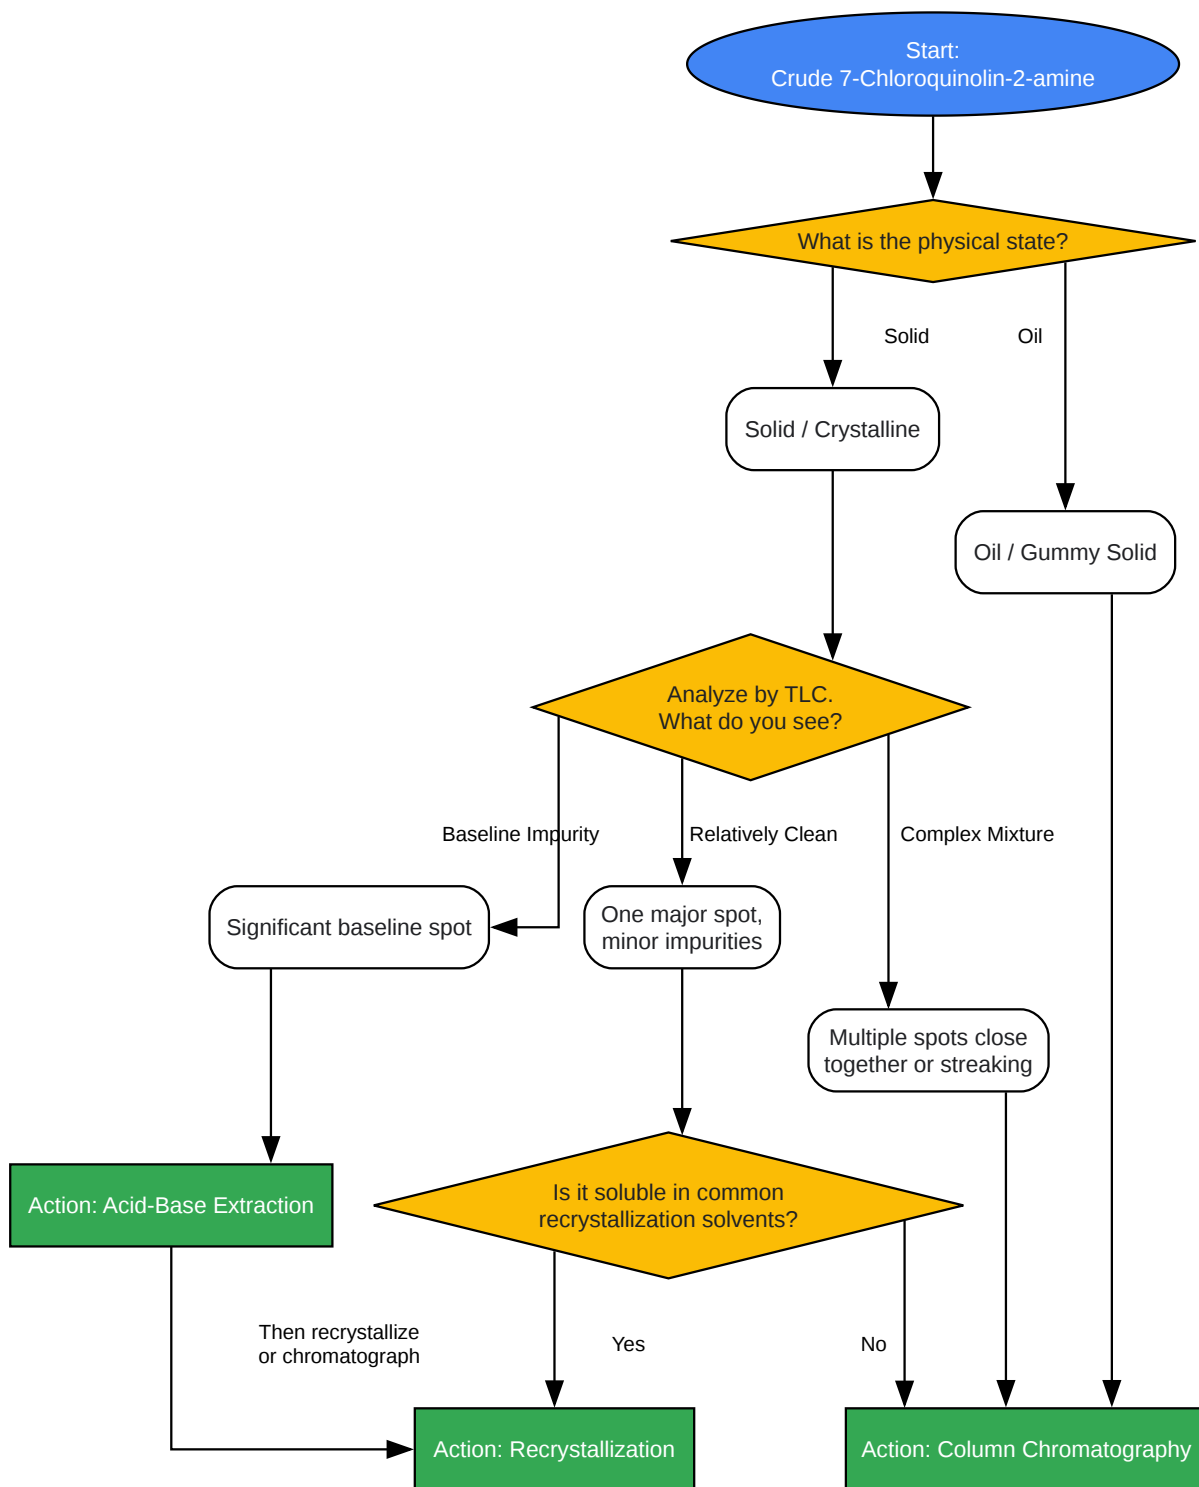 Start:
Crude 7-Chloroquinolin-2-amine
What is the physical state?
Solid
Oil
Solid / Crystalline
Oil / Gummy Solid
Analyze by TLC.
What do you see?
Baseline Impurity
Relatively Clean
Complex Mixture
Significant baseline spot
One major spot,
minor impurities
Multiple spots close
together or streaking
Action: Acid-Base Extraction
Is it soluble in common
recrystallization solvents?
Then recrystallize
or chromatograph
Yes
No
Action: Recrystallization
Action: Column Chromatography